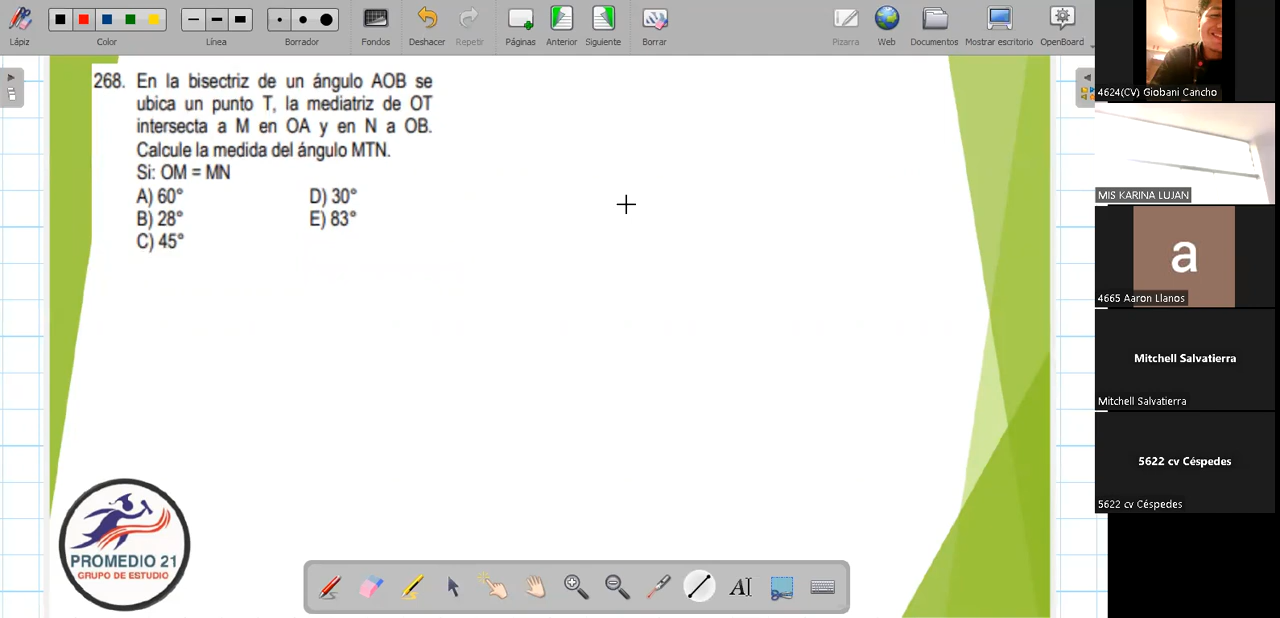 Lápiz
Color
Línea
Borrador
Fondos
Deshacer
Repetir
Páginas
Anterior
Siguiente
Borrar
Pizarra
Web
Documentos
Mostrar escritorio
OpenBoard
268. En la bisectriz de un ángulo AOB se
ubica un punto T, la mediatriz de OT
intersecta a M en OA y en N a OB.
Calcule la medida del ángulo MTN.
Si: OM = MN
A) 60° D) 30°
B) 28° E) 83°
C) 45°
PROMEDIO 21
GRUPO DE ESTUDIO
4624(CV) Giobani Cancho
MIS KARINA LUJAN
a
4665 Aaron Llanos
Mitchell Salvatierra
Mitchell Salvatierra
5622 cv Céspedes
5622 cv Céspedes
AI